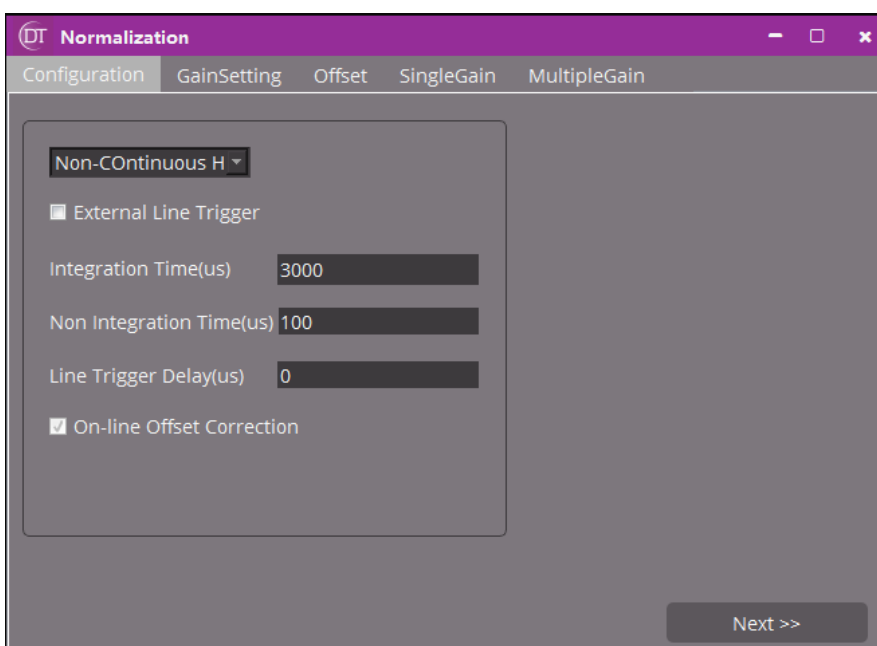 DT Normalization
Configuration GainSetting Offset SingleGain MultipleGain
Non-COntinuous H
External Line Trigger
Integration Time(us) 3000
Non Integration Time(us) 100
Line Trigger Delay(us) 0
On-line Offset Correction
Next >>